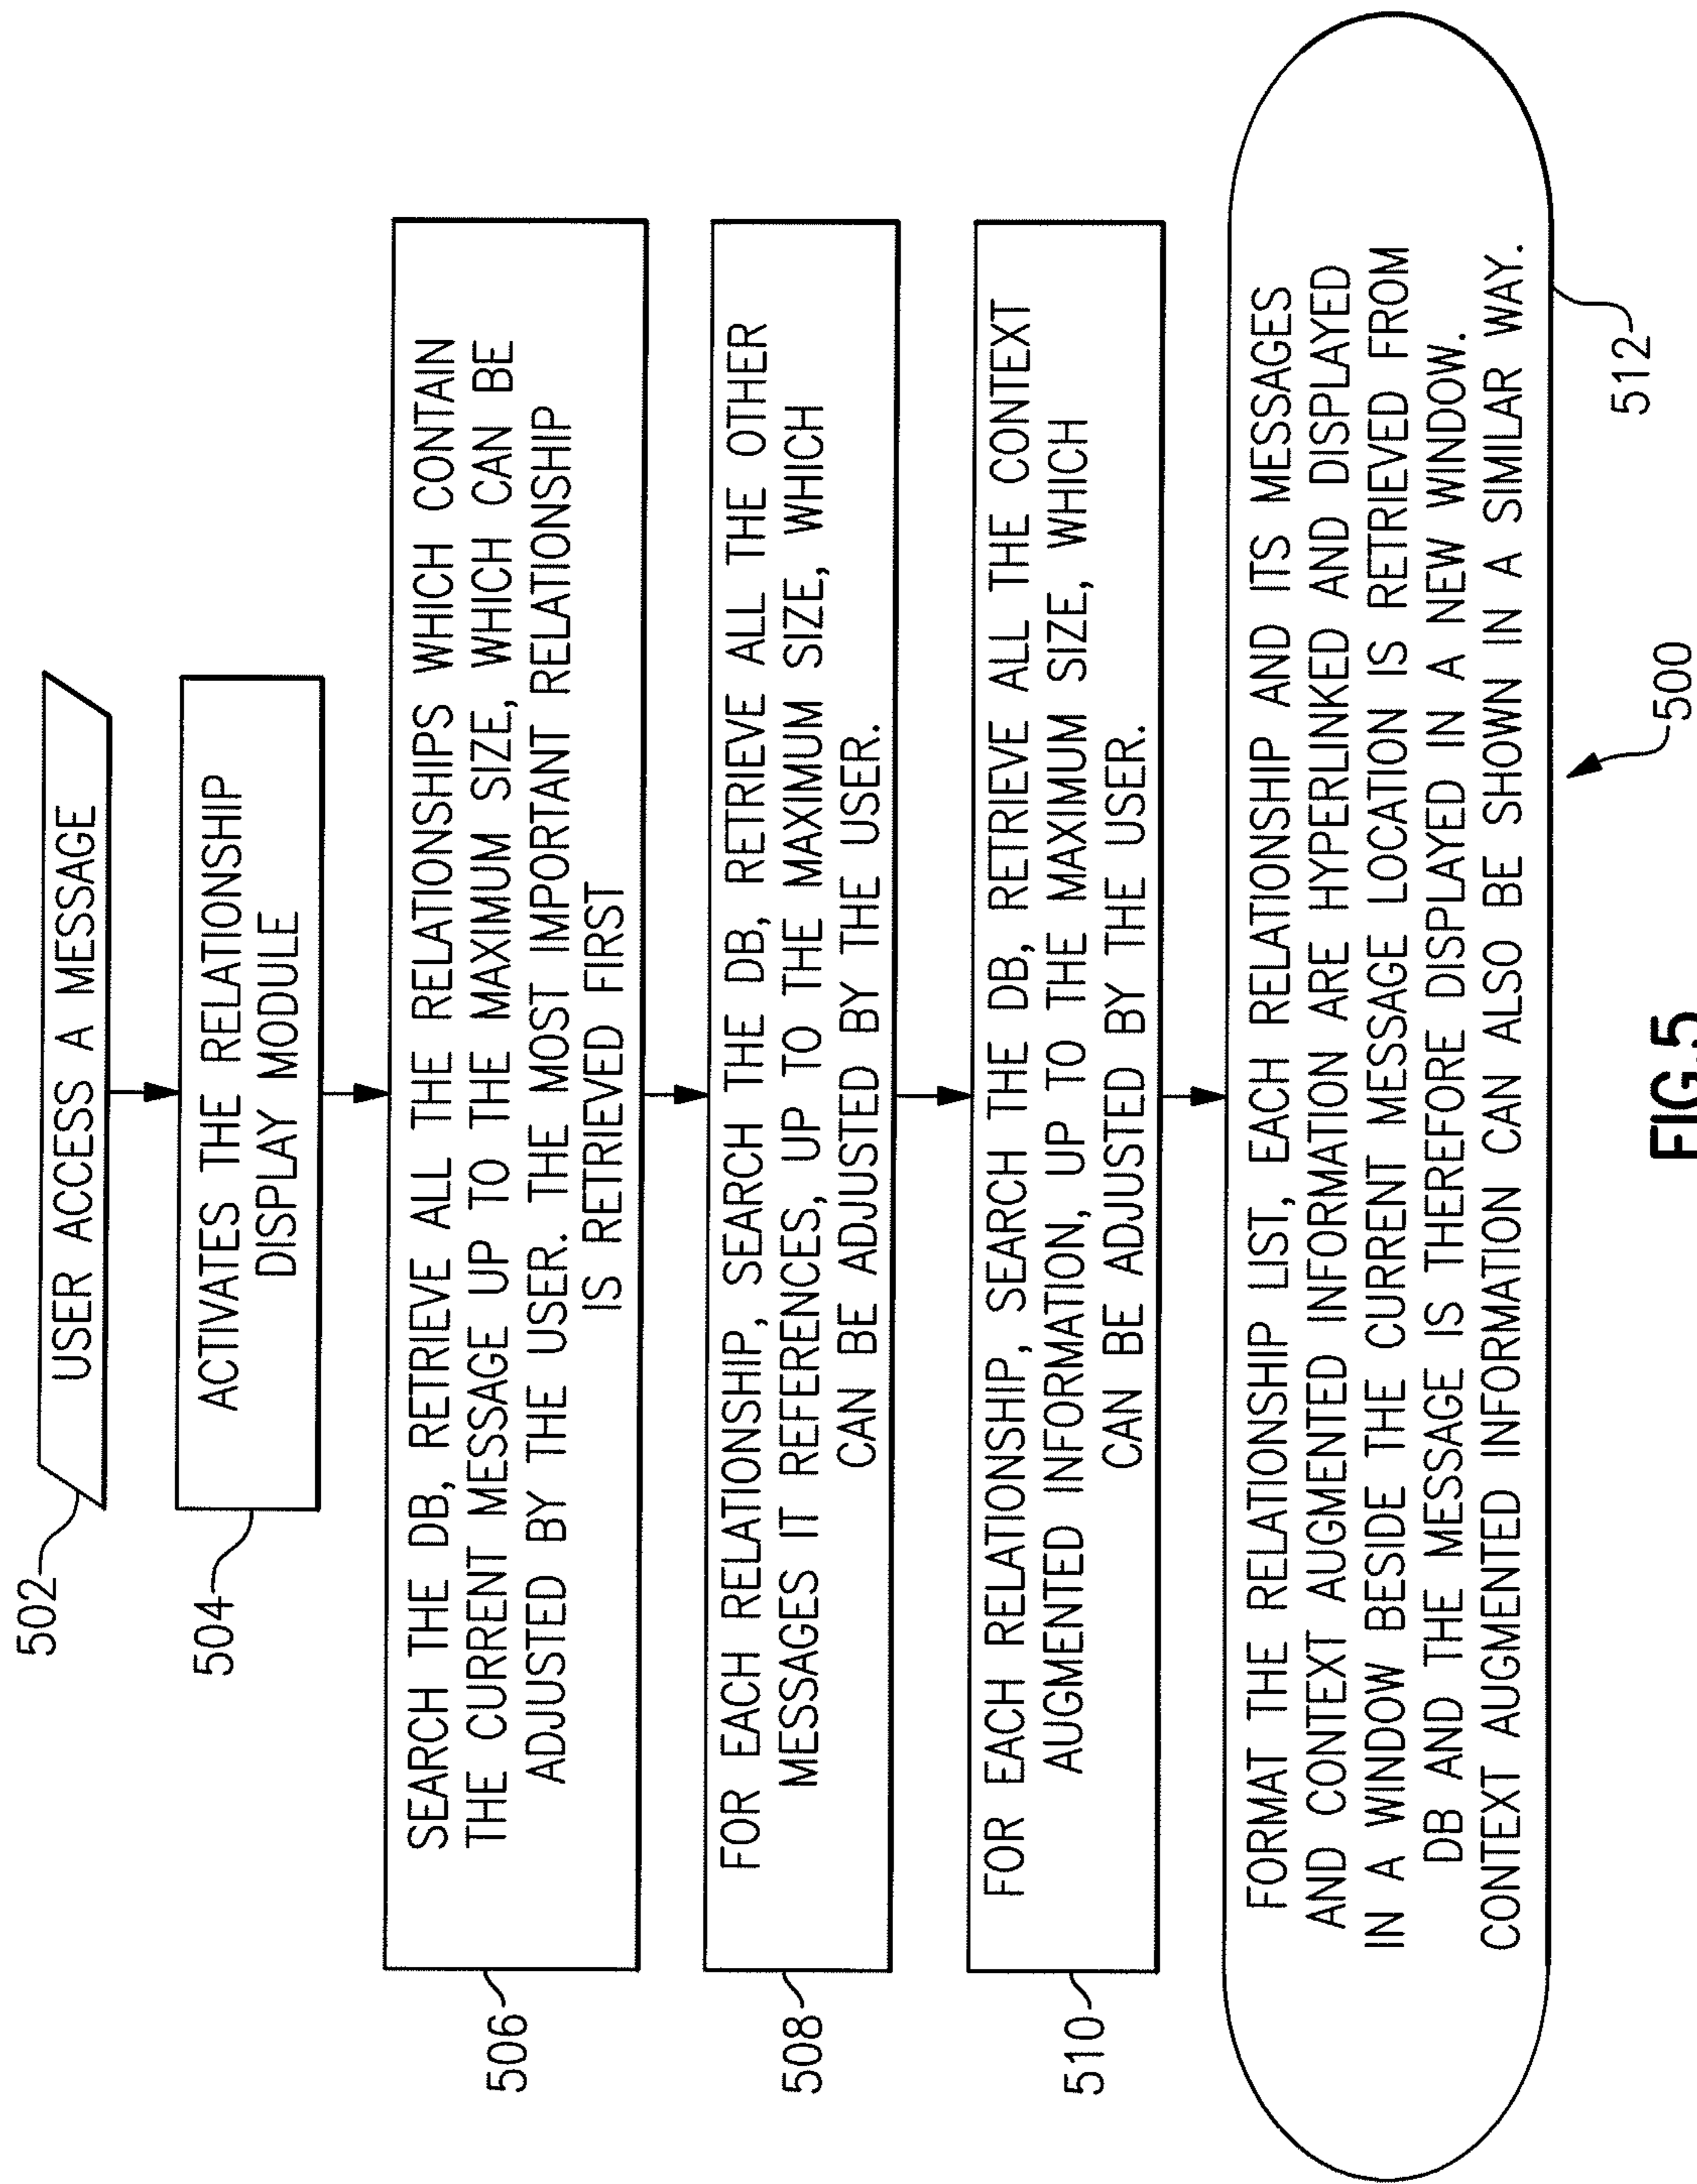 502
USER ACCESS A MESSAGE
504
ACTIVATES THE RELATIONSHIP
DISPLAY MODULE
506
SEARCH THE DB, RETRIEVE ALL THE RELATIONSHIPS WHICH CONTAIN
THE CURRENT MESSAGE UP TO THE MAXIMUM SIZE, WHICH CAN BE
ADJUSTED BY THE USER. THE MOST IMPORTANT RELATIONSHIP
IS RETRIEVED FIRST
508
FOR EACH RELATIONSHIP, SEARCH THE DB, RETRIEVE ALL THE OTHER
MESSAGES IT REFERENCES, UP TO THE MAXIMUM SIZE, WHICH
CAN BE ADJUSTED BY THE USER.
510
FOR EACH RELATIONSHIP, SEARCH THE DB, RETRIEVE ALL THE CONTEXT
AUGMENTED INFORMATION, UP TO THE MAXIMUM SIZE, WHICH
CAN BE ADJUSTED BY THE USER.
FORMAT THE RELATIONSHIP LIST, EACH RELATIONSHIP AND ITS MESSAGES
AND CONTEXT AUGMENTED INFORMATION ARE HYPERLINKED AND DISPLAYED
IN A WINDOW BESIDE THE CURRENT MESSAGE LOCATION IS RETRIEVED FROM
DB AND THE MESSAGE IS THEREFORE DISPLAYED IN A NEW WINDOW.
CONTEXT AUGMENTED INFORMATION CAN ALSO BE SHOWN IN A SIMILAR WAY.
512
500
FIG.5